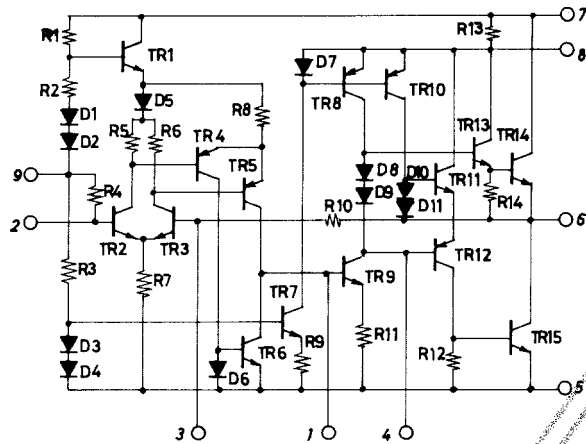 R1
TR1
R13
7
8
D7
R2
D5
R8
TR8
TR10
D1
R5
R6
TR4
TR13
TR14
D2
TR5
9
D8
D10
TR11
R4
D9
D11
R14
2
R10
6
TR2
TR3
TR12
R3
R7
TR7
TR9
D3
TR6
R9
R11
R12
TR15
D4
D6
5
3
1
4